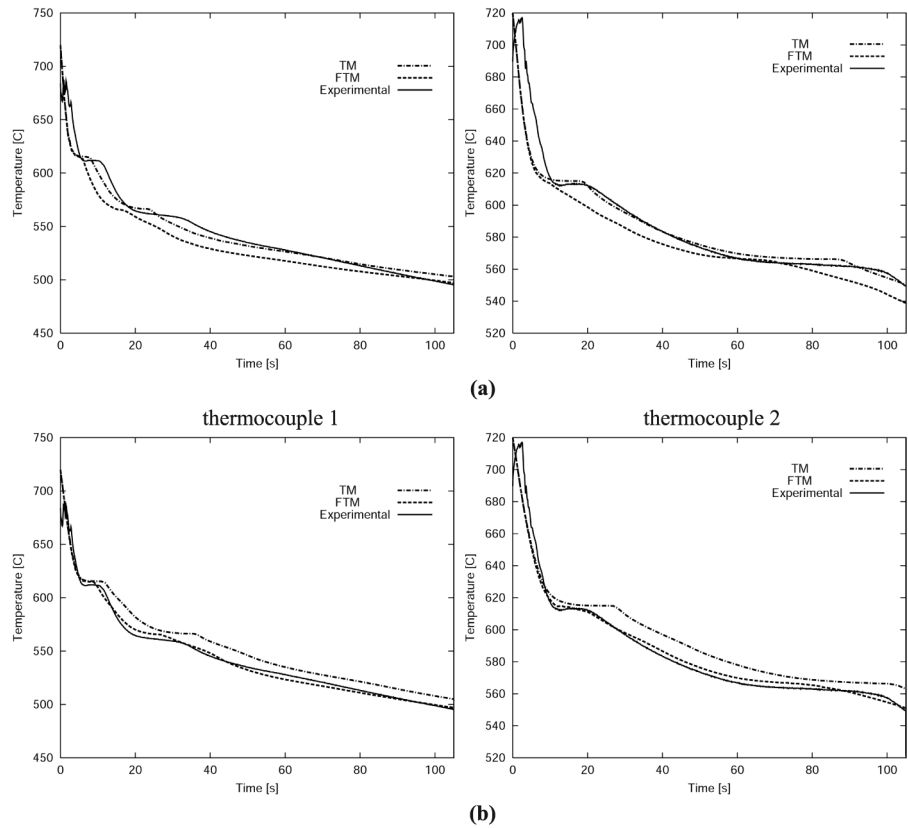 750
700
650
600
550
500
450
Temperature [C]
TM
FTM
Experimental
0 20 40 60 80 100
Time [s]
720
700
680
660
640
620
600
580
560
540
520
Temperature [C]
TM
FTM
Experimental
0 20 40 60 80 100
Time [s]
(a)
thermocouple 1
thermocouple 2
750
700
650
600
550
500
450
Temperature [C]
TM
FTM
Experimental
0 20 40 60 80 100
Time [s]
720
700
680
660
640
620
600
580
560
540
520
Temperature [C]
TM
FTM
Experimental
0 20 40 60 80 100
Time [s]
(b)